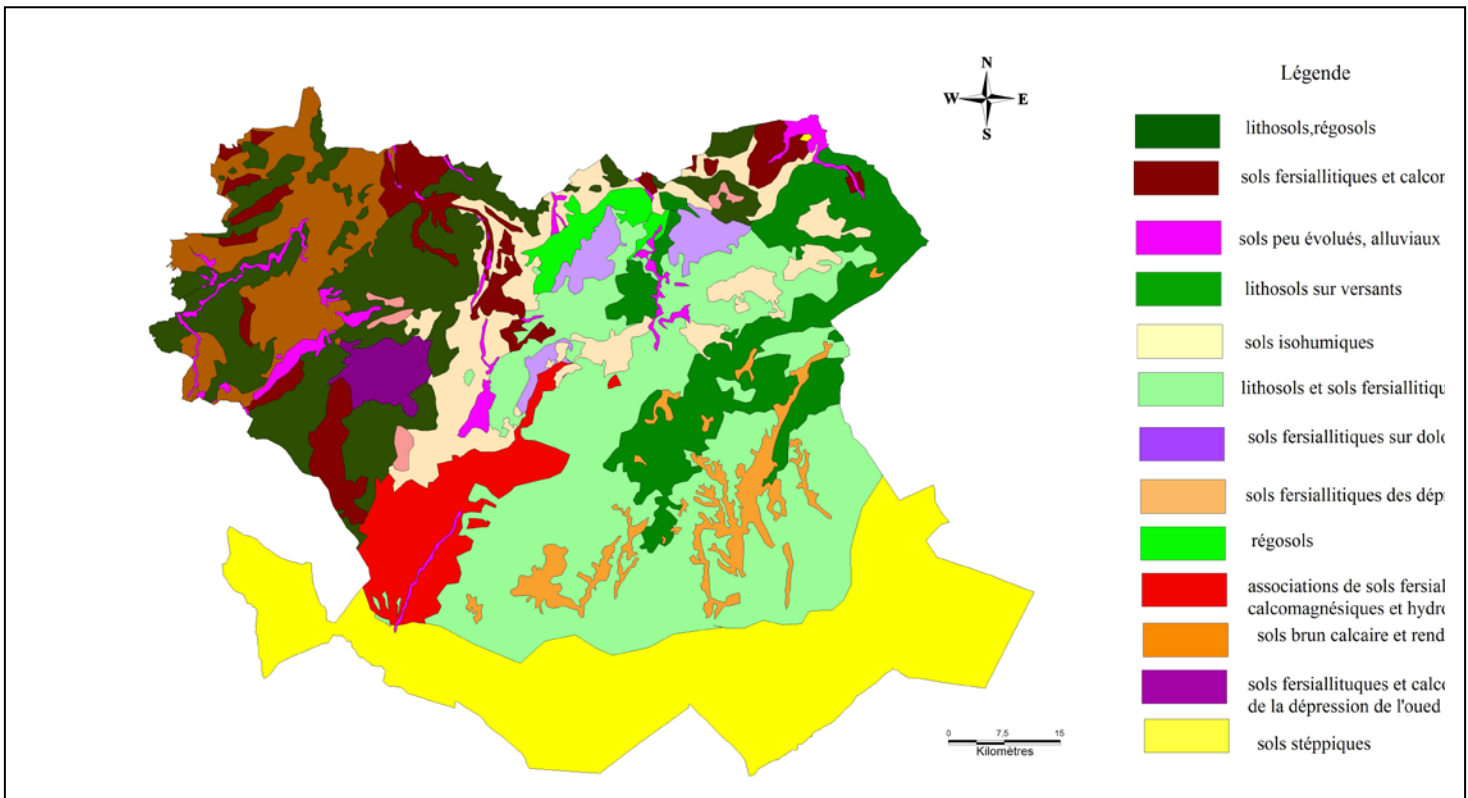 N
W E
S
Légende
lithosols,régosols
sols fersiallitiques et calcor
sols peu évolués, alluviaux
lithosols sur versants
sols isohumiques
lithosols et sols fersiallitiqu
sols fersiallitiques sur dolo
sols fersiallitiques des dép
régosols
associations de sols fersial
calcomagnésiques et hydro
sols brun calcaire et rend
sols fersiallituques et calc
de la dépression de l'oued
sols stéppiques
0 7,5 15
Kilomètres